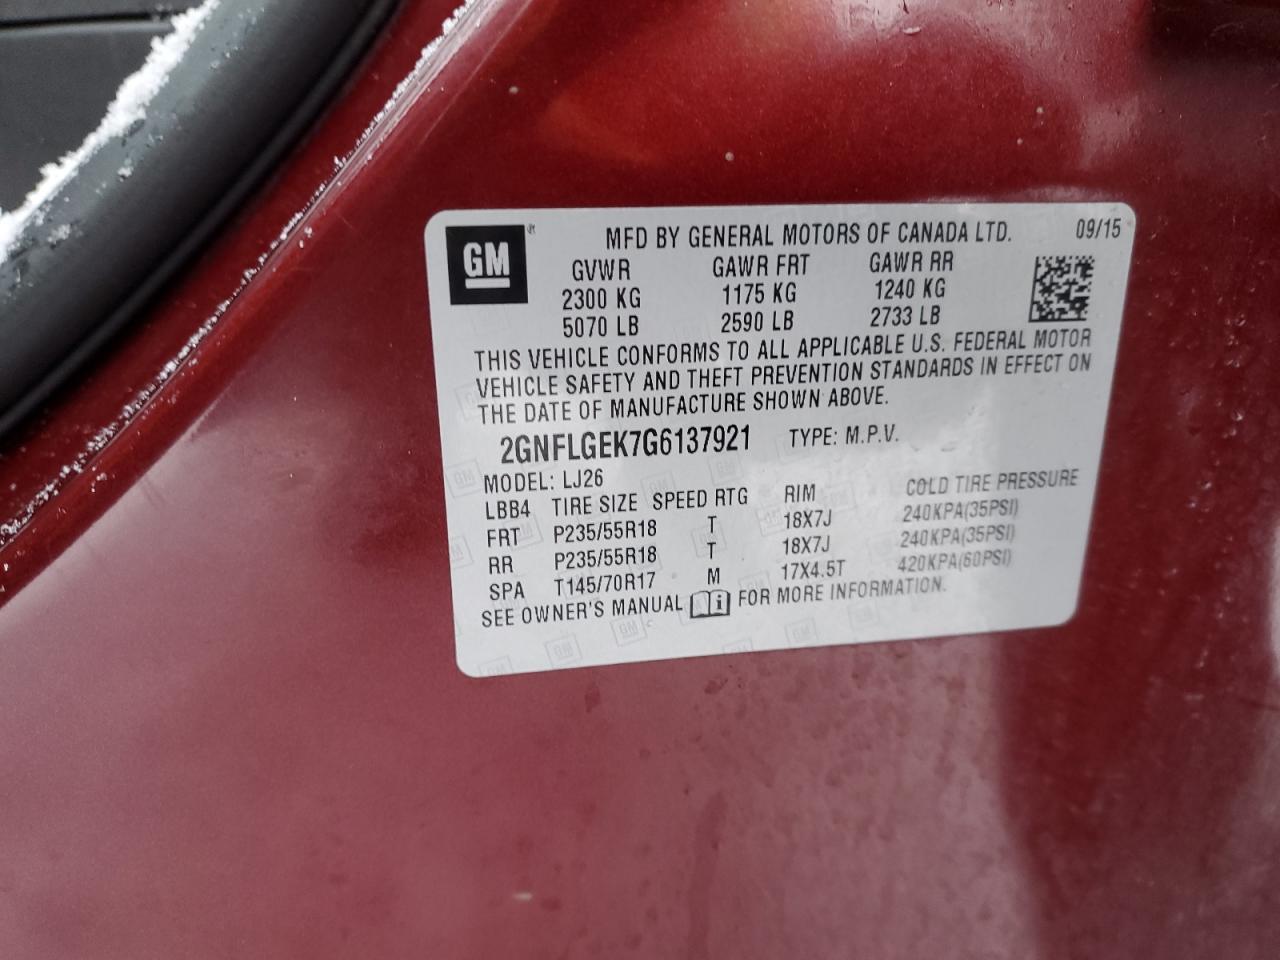 GM
MFD BY GENERAL MOTORS OF CANADA LTD. 09/15
GVWR GAWR FRT GAWR RR
2300 KG 1175 KG 1240 KG
5070 LB 2590 LB 2733 LB
THIS VEHICLE CONFORMS TO ALL APPLICABLE U.S. FEDERAL MOTOR
VEHICLE SAFETY AND THEFT PREVENTION STANDARDS IN EFFECT ON
THE DATE OF MANUFACTURE SHOWN ABOVE.
2GNFLGEK7G6137921 TYPE: M.P.V.
MODEL: LJ26
LBB4 TIRE SIZE SPEED RTG RIM COLD TIRE PRESSURE
FRT P235/55R18 T 18X7J 240KPA(35PSI)
RR P235/55R18 T 18X7J 240KPA(35PSI)
SPA T145/70R17 M 17X4.5T 420KPA(60PSI)
SEE OWNER'S MANUAL FOR MORE INFORMATION.